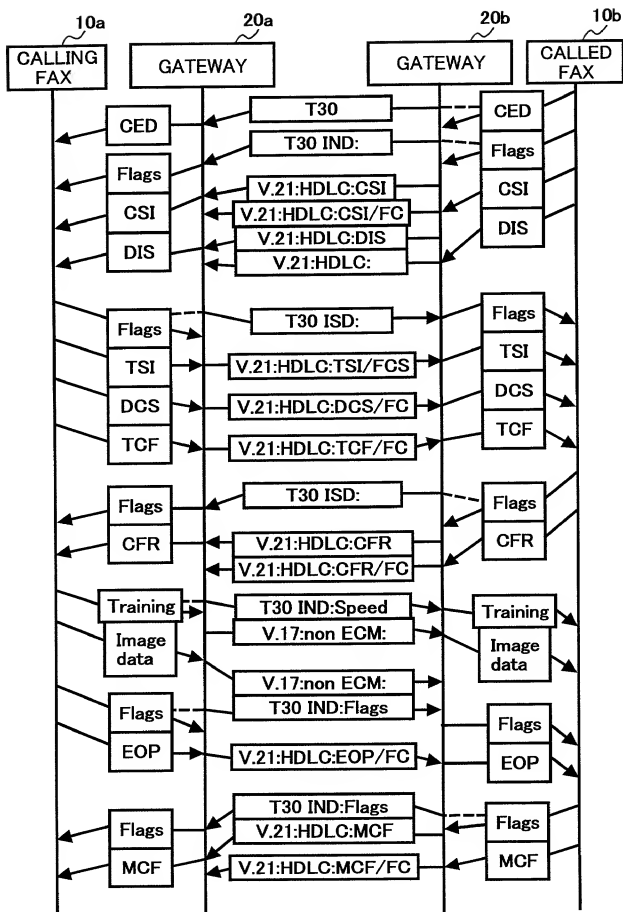 10a
20a
20b
10b
CALLING FAX
GATEWAY
GATEWAY
CALLED FAX
T30
CED
CED
T30 IND:
Flags
Flags
V.21:HDLC:CSI
CSI
CSI
V.21:HDLC:CSI/FC
V.21:HDLC:DIS
DIS
DIS
V.21:HDLC:
Flags
T30 ISD:
Flags
TSI
V.21:HDLC:TSI/FCS
TSI
DCS
V.21:HDLC:DCS/FC
DCS
TCF
V.21:HDLC:TCF/FC
TCF
T30 ISD:
Flags
Flags
CFR
V.21:HDLC:CFR
CFR
V.21:HDLC:CFR/FC
Training
T30 IND:Speed
Training
Image data
V.17:non ECM:
Image data
V.17:non ECM:
Flags
T30 IND:Flags
Flags
EOP
V.21:HDLC:EOP/FC
EOP
T30 IND:Flags
Flags
V.21:HDLC:MCF
Flags
MCF
V.21:HDLC:MCF/FC
MCF